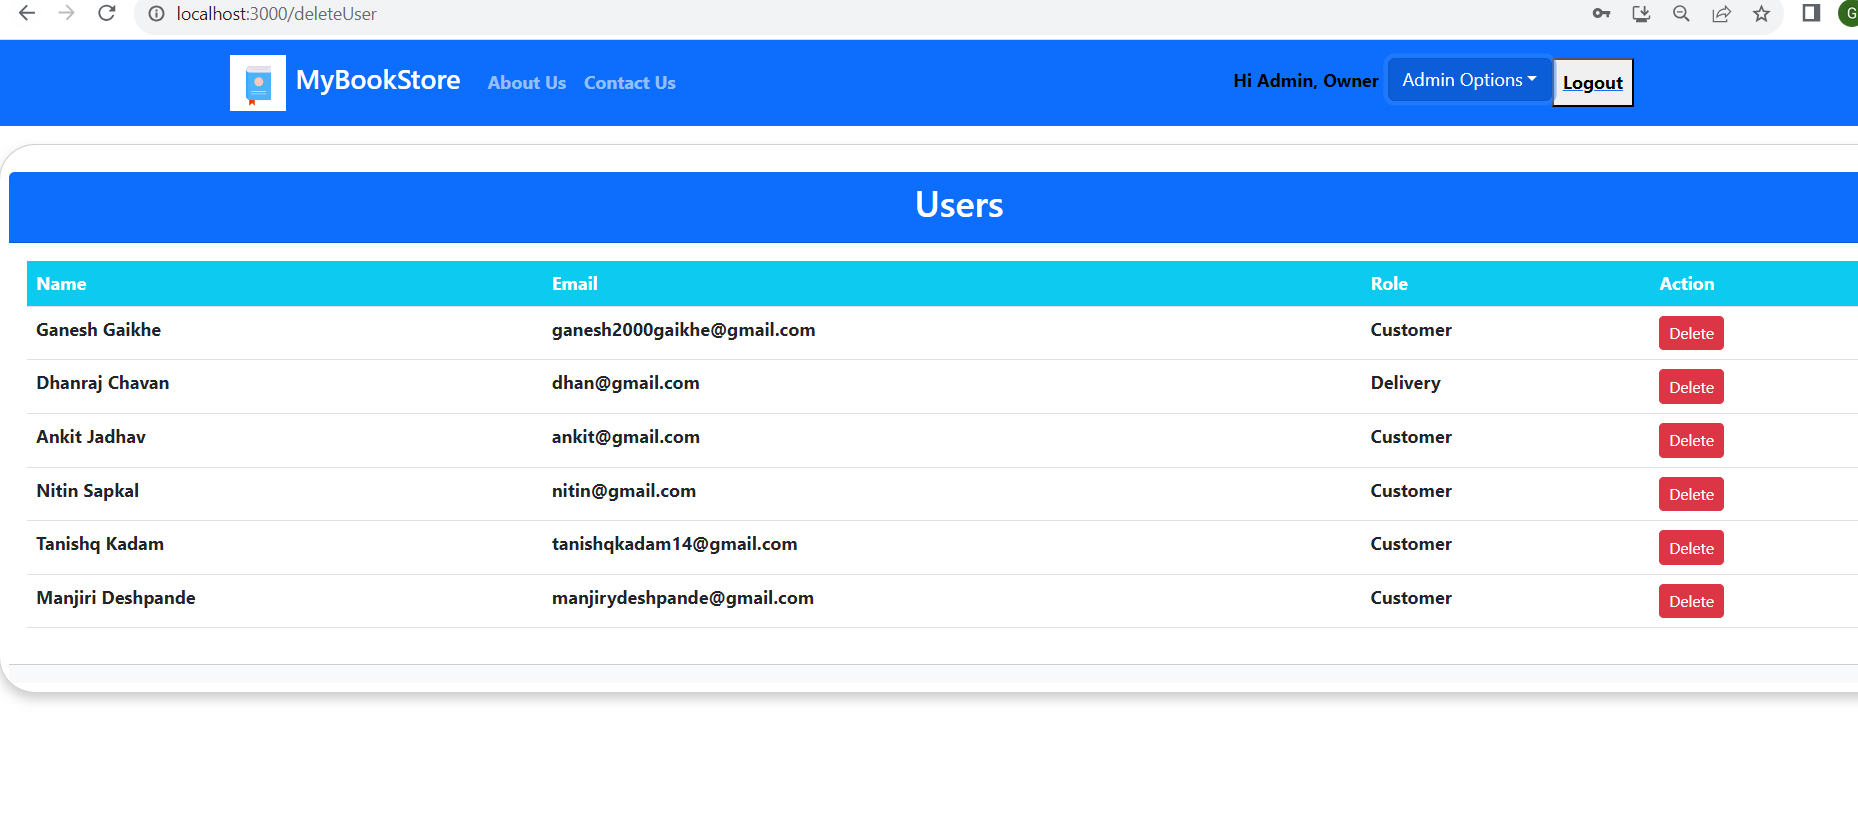 localhost:3000/deleteUser
G
MyBookStore About Us Contact Us Hi Admin, Owner Admin Options Logout
Users
Name Email Role Action
Ganesh Gaikhe ganesh2000gaikhe@gmail.com Customer Delete
Dhanraj Chavan dhan@gmail.com Delivery Delete
Ankit Jadhav ankit@gmail.com Customer Delete
Nitin Sapkal nitin@gmail.com Customer Delete
Tanishq Kadam tanishqkadam14@gmail.com Customer Delete
Manjiri Deshpande manjirydeshpande@gmail.com Customer Delete